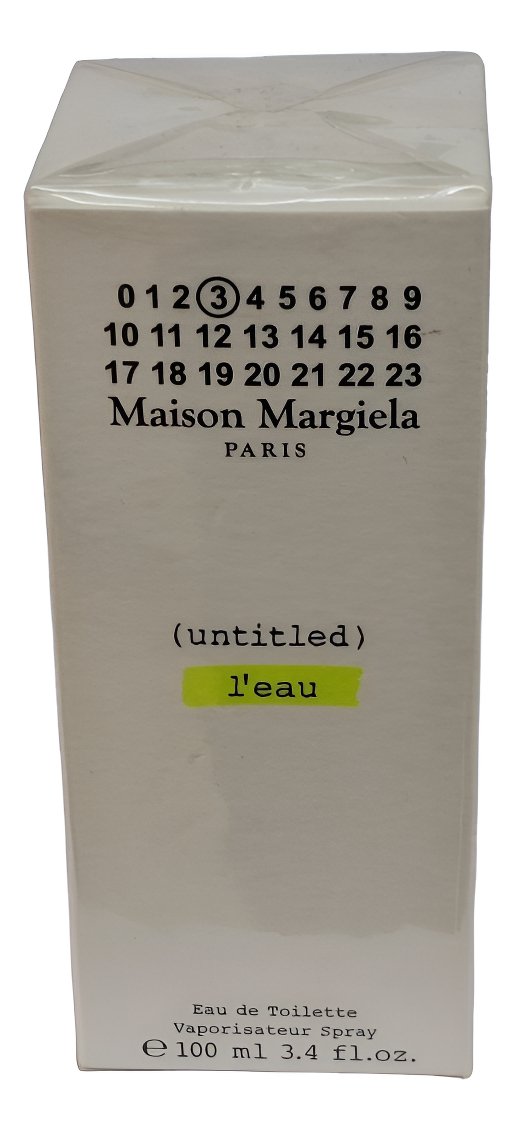 0 1 2 3 4 5 6 7 8 9
10 11 12 13 14 15 16
17 18 19 20 21 22 23
Maison Margiela
PARIS
(untitled)
l'eau
Eau de Toilette
Vaporisateur Spray
℮ 100 ml 3.4 fl.oz.